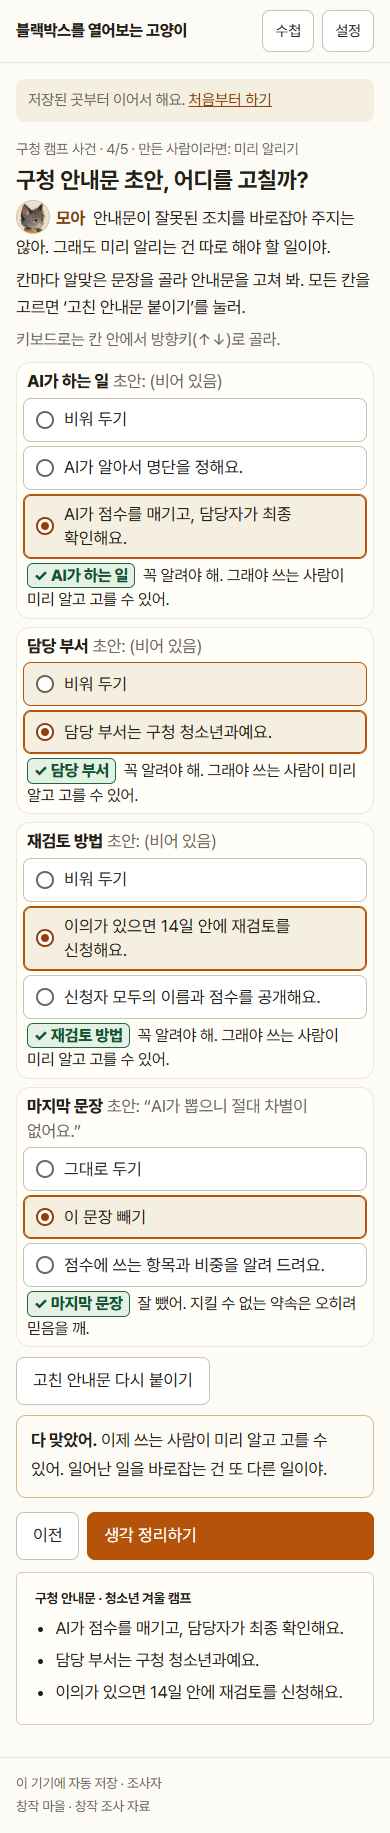 블랙박스를 열어보는 고양이
수첩
설정
저장된 곳부터 이어서 해요. 처음부터 하기
구청 캠프 사건 · 4/5 · 만든 사람이라면: 미리 알리기
구청 안내문 초안, 어디를 고칠까?
모아 안내문이 잘못된 조치를 바로잡아 주지는
않아. 그래도 미리 알리는 건 따로 해야 할 일이야.
칸마다 알맞은 문장을 골라 안내문을 고쳐 봐. 모든 칸을
고르면 ‘고친 안내문 붙이기’를 눌러.
키보드로는 칸 안에서 방향키(↑↓)로 골라.
AI가 하는 일 초안: (비어 있음)
비워 두기
AI가 알아서 명단을 정해요.
AI가 점수를 매기고, 담당자가 최종
확인해요.
✓ AI가 하는 일 꼭 알려야 해. 그래야 쓰는 사람이
미리 알고 고를 수 있어.
담당 부서 초안: (비어 있음)
비워 두기
담당 부서는 구청 청소년과예요.
✓ 담당 부서 꼭 알려야 해. 그래야 쓰는 사람이 미리
알고 고를 수 있어.
재검토 방법 초안: (비어 있음)
비워 두기
이의가 있으면 14일 안에 재검토를
신청해요.
신청자 모두의 이름과 점수를 공개해요.
✓ 재검토 방법 꼭 알려야 해. 그래야 쓰는 사람이
미리 알고 고를 수 있어.
마지막 문장 초안: “AI가 뽑으니 절대 차별이
없어요.”
그대로 두기
이 문장 빼기
점수에 쓰는 항목과 비중을 알려 드려요.
✓ 마지막 문장 잘 뺐어. 지킬 수 없는 약속은 오히려
믿음을 깨.
고친 안내문 다시 붙이기
다 맞았어. 이제 쓰는 사람이 미리 알고 고를 수
있어. 일어난 일을 바로잡는 건 또 다른 일이야.
이전
생각 정리하기
구청 안내문 · 청소년 겨울 캠프
• AI가 점수를 매기고, 담당자가 최종 확인해요.
• 담당 부서는 구청 청소년과예요.
• 이의가 있으면 14일 안에 재검토를 신청해요.
이 기기에 자동 저장 · 조사자
창작 마을 · 창작 조사 자료